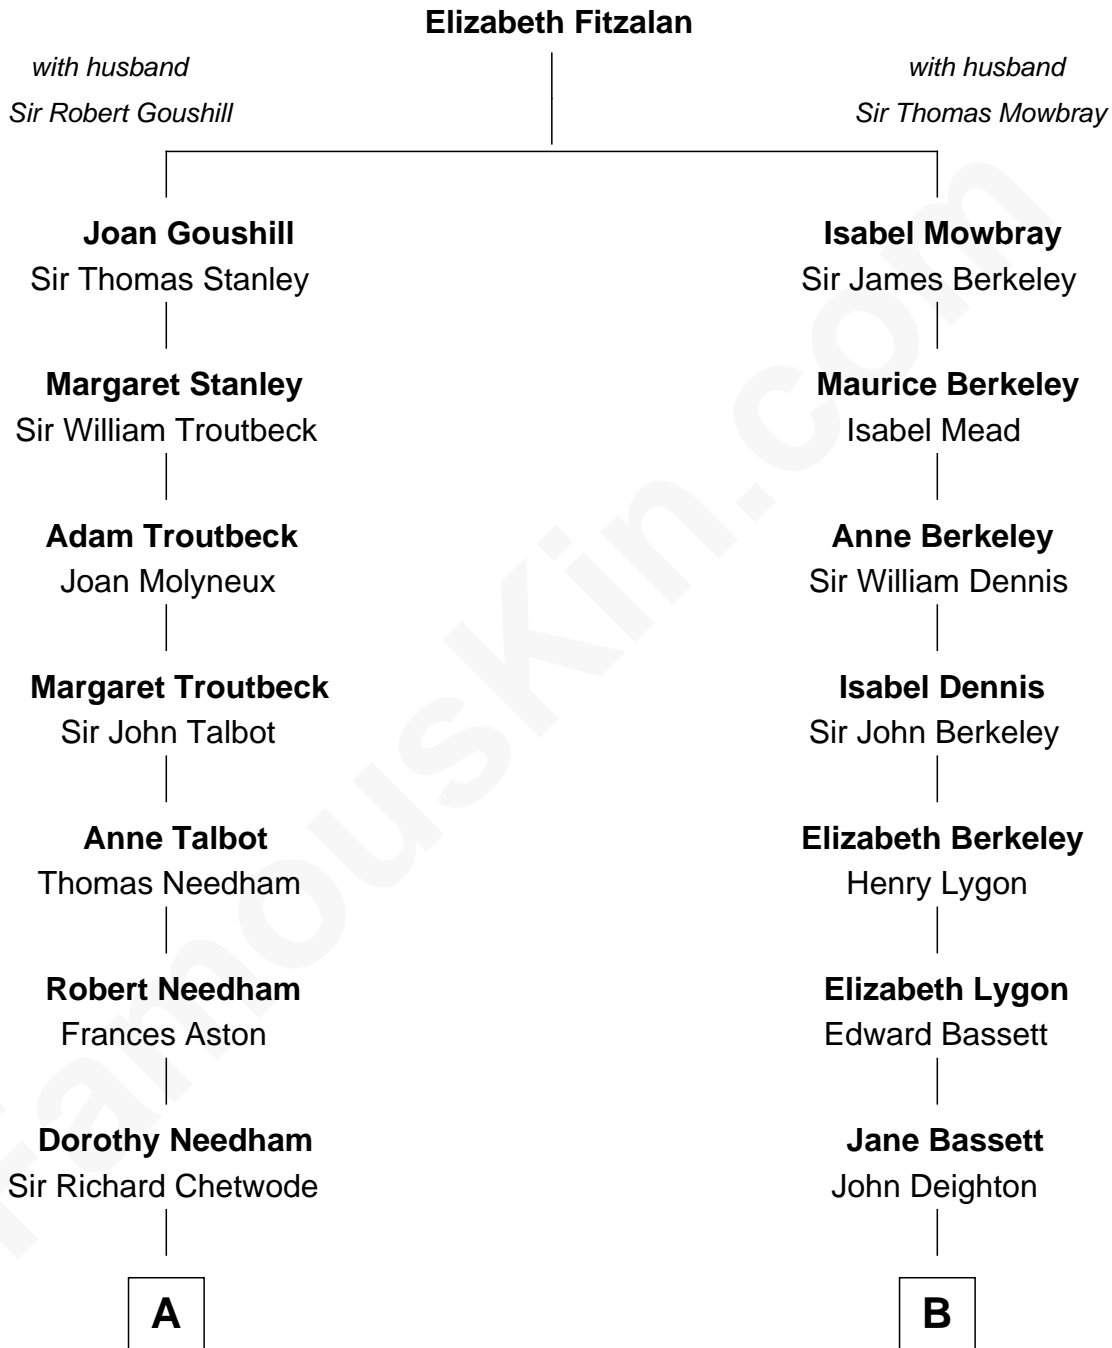 Elizabeth Fitzalan
with husband
Sir Robert Goushill
with husband
Sir Thomas Mowbray
Joan Goushill
Sir Thomas Stanley
Isabel Mowbray
Sir James Berkeley
Margaret Stanley
Sir William Troutbeck
Maurice Berkeley
Isabel Mead
Adam Troutbeck
Joan Molyneux
Anne Berkeley
Sir William Dennis
Margaret Troutbeck
Sir John Talbot
Isabel Dennis
Sir John Berkeley
Anne Talbot
Thomas Needham
Elizabeth Berkeley
Henry Lygon
Robert Needham
Frances Aston
Elizabeth Lygon
Edward Bassett
Dorothy Needham
Sir Richard Chetwode
Jane Bassett
John Deighton
A
B
FamousKin.com